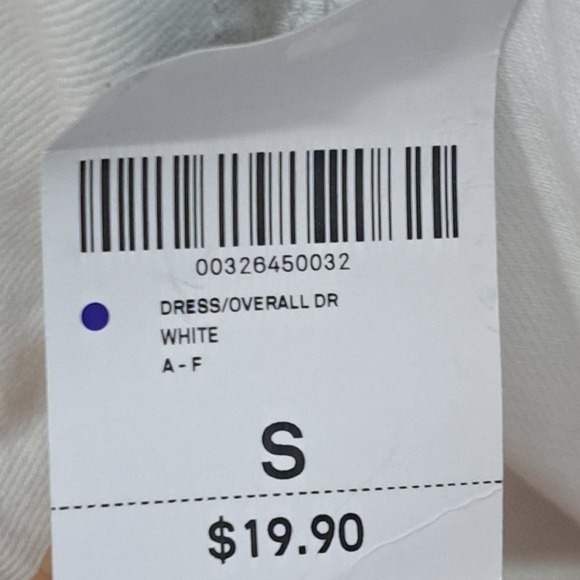 00326450032
DRESS/OVERALL DR
WHITE
A - F
S
$19.90